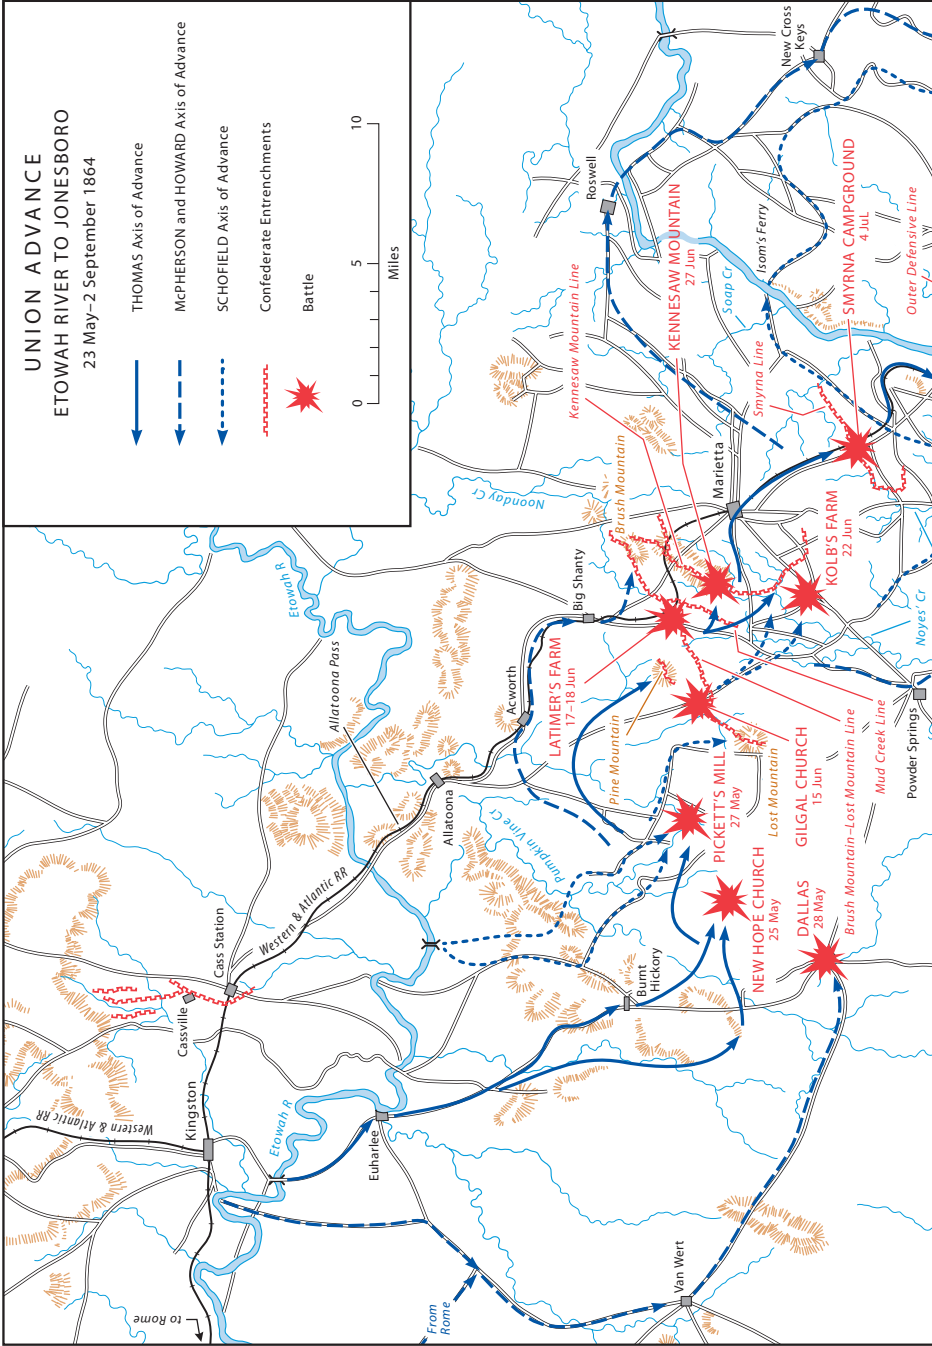 UNION ADVANCE
ETOWAH RIVER TO JONESBORO
23 May–2 September 1864
THOMAS Axis of Advance
McPHERSON and HOWARD Axis of Advance
SCHOFIELD Axis of Advance
Confederate Entrenchments
Battle
0
5
10
Miles
to Rome
Western & Atlantic RR
Kingston
Cassville
Cass Station
Western & Atlantic RR
Etowah R
Euharlee
From
Rome
Van Wert
Allatoona Pass
Etowah R
Allatoona
Acworth
Pumpkin Vine Cr
Burnt
Hickory
Big Shanty
Noonday Cr
Brush Mountain
Pine Mountain
Lost Mountain
LATIMER'S FARM
17–18 Jun
PICKETT'S MILL
27 May
NEW HOPE CHURCH
25 May
DALLAS
28 May
GILGAL CHURCH
15 Jun
Brush Mountain–Lost Mountain Line
Mud Creek Line
Powder Springs
Noyes' Cr
KOLB'S FARM
22 Jun
Marietta
Kennesaw Mountain Line
KENNESAW MOUNTAIN
27 Jun
Smyrna Line
SMYRNA CAMPGROUND
4 JuL
Outer Defensive Line
Soap Cr
Isom's Ferry
Roswell
New Cross
Keys